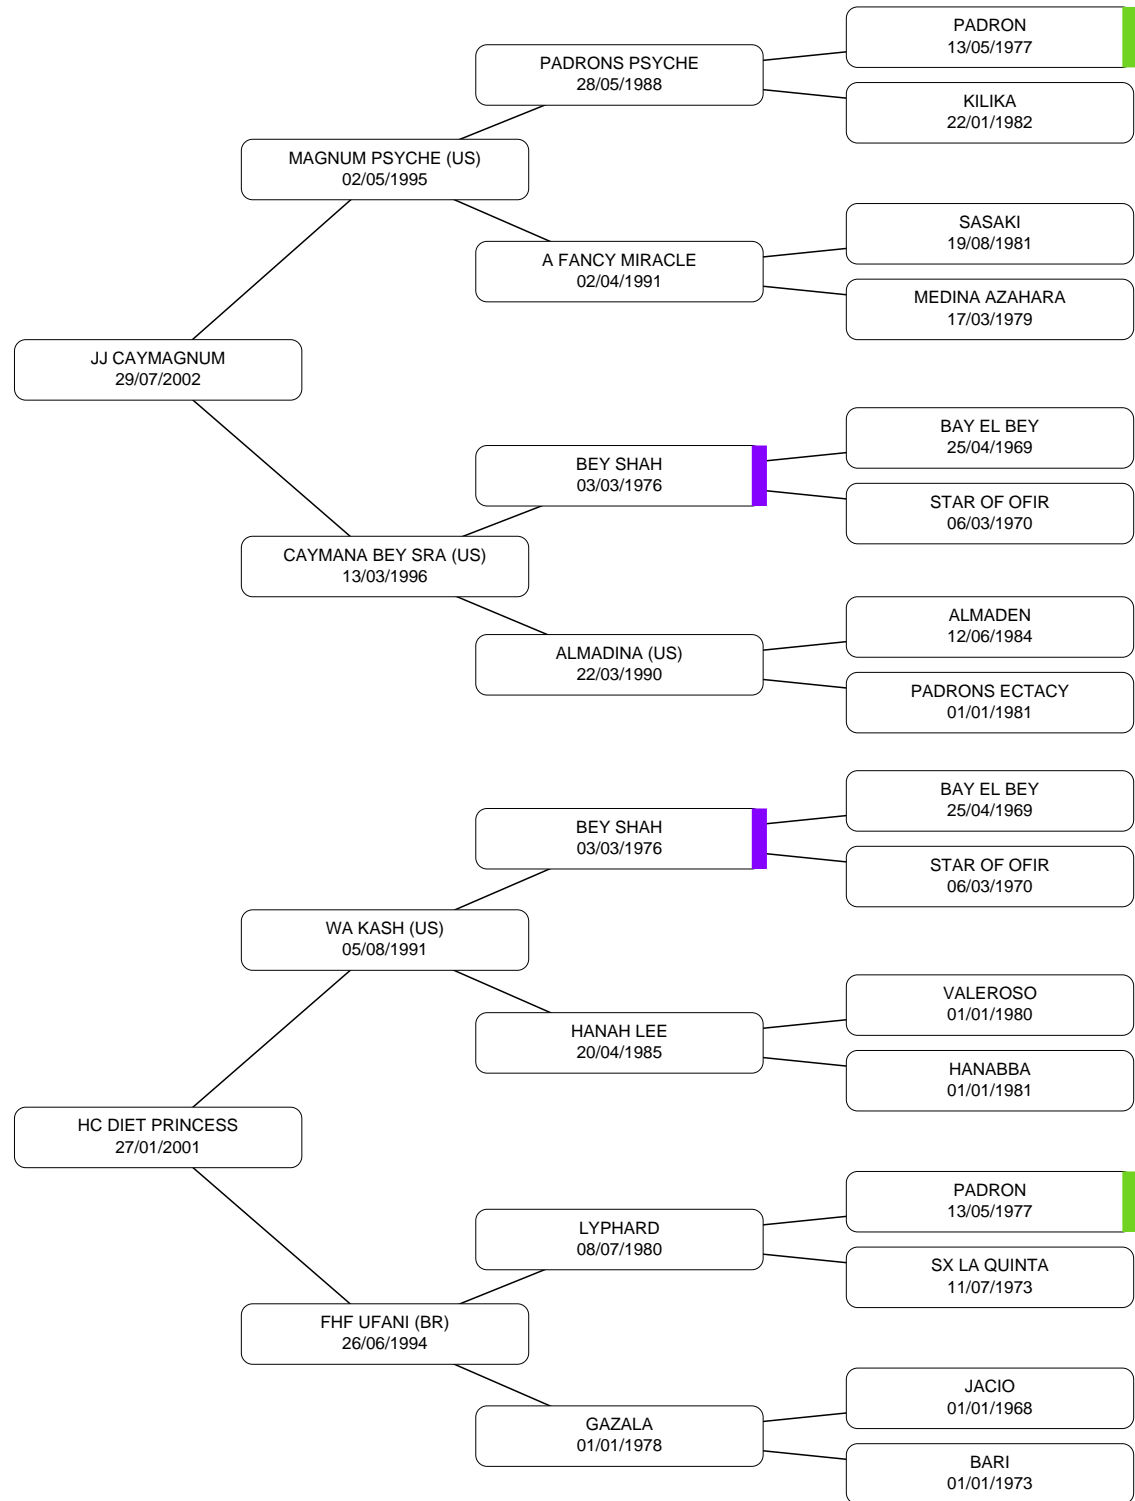 PADRON
13/05/1977
PADRONS PSYCHE
28/05/1988
KILIKA
22/01/1982
MAGNUM PSYCHE (US)
02/05/1995
SASAKI
19/08/1981
A FANCY MIRACLE
02/04/1991
MEDINA AZAHARA
17/03/1979
JJ CAYMAGNUM
29/07/2002
BAY EL BEY
25/04/1969
BEY SHAH
03/03/1976
STAR OF OFIR
06/03/1970
CAYMANA BEY SRA (US)
13/03/1996
ALMADEN
12/06/1984
ALMADINA (US)
22/03/1990
PADRONS ECTACY
01/01/1981
BAY EL BEY
25/04/1969
BEY SHAH
03/03/1976
STAR OF OFIR
06/03/1970
WA KASH (US)
05/08/1991
VALEROSO
01/01/1980
HANAH LEE
20/04/1985
HANABBA
01/01/1981
HC DIET PRINCESS
27/01/2001
PADRON
13/05/1977
LYPHARD
08/07/1980
SX LA QUINTA
11/07/1973
FHF UFANI (BR)
26/06/1994
JACIO
01/01/1968
GAZALA
01/01/1978
BARI
01/01/1973